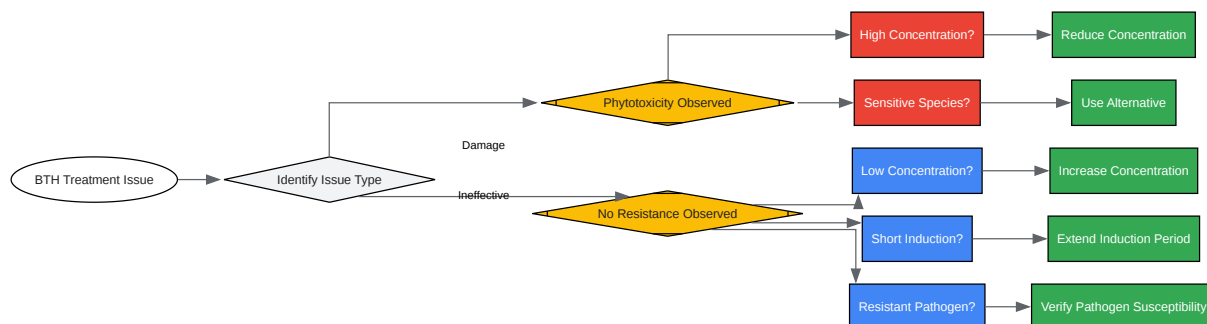 BTH Treatment Issue
Identify Issue Type
Damage
Ineffective
Phytotoxicity Observed
No Resistance Observed
High Concentration?
Reduce Concentration
Sensitive Species?
Use Alternative
Low Concentration?
Increase Concentration
Short Induction?
Extend Induction Period
Resistant Pathogen?
Verify Pathogen Susceptibility